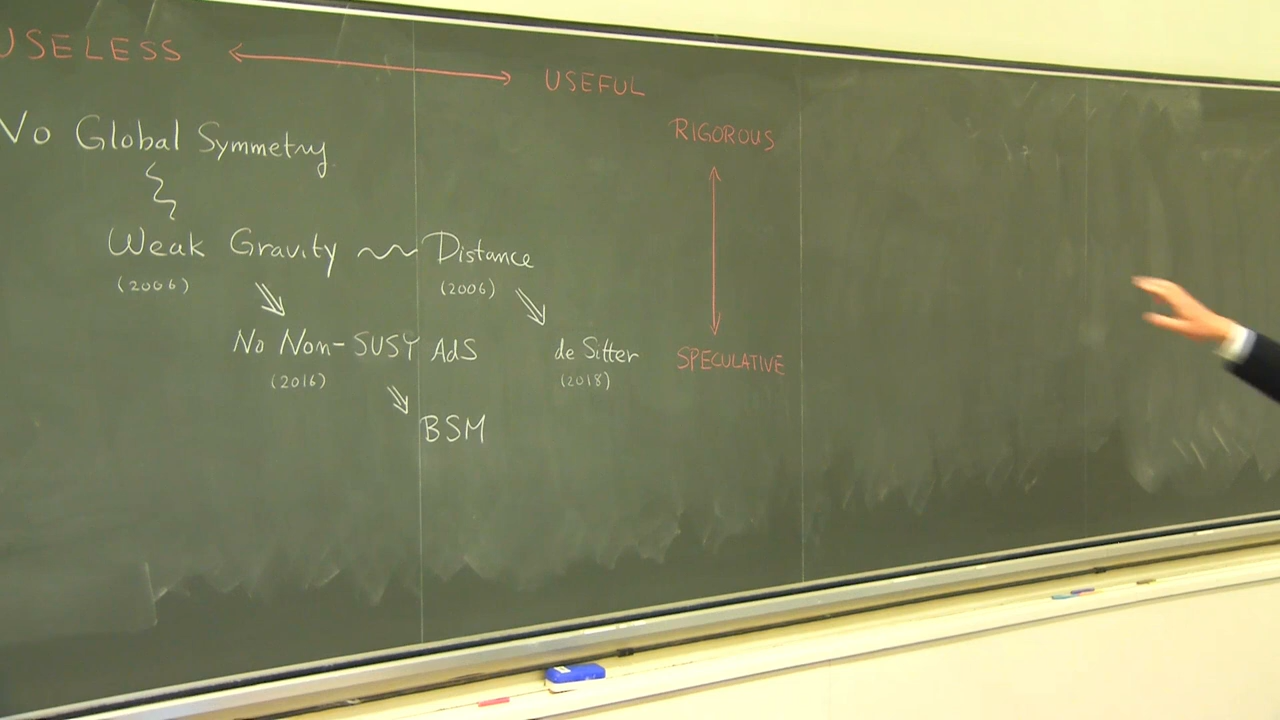 USELESS ⟷ USEFUL
No Global Symmetry
RIGOROUS
Weak Gravity ~ Distance
(2006) (2006)
No Non-SUSY AdS de Sitter
SPECULATIVE
(2016) (2018)
BSM